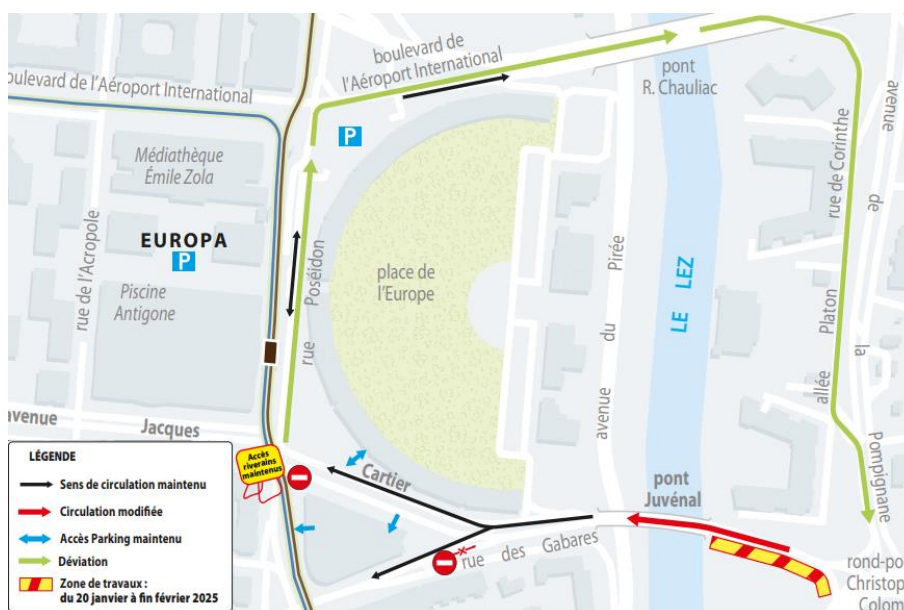 boulevard de
l'Aéroport International
boulevard de l'Aéroport International
pont
R. Chauliac
P
Médiathèque
Émile Zola
EUROPA
P
rue de l'Acropole
Piscine
Antigone
rue Poséidon
place de
l'Europe
avenue du Pirée
LE LEZ
rue de Corinthe
allée Platon
avenue de la Pompignane
avenue Jacques Cartier
Accès
riverains
maintenus
pont
Juvénal
rue des Gabares
rond-po
Christop
Colom
LÉGENDE
Sens de circulation maintenu
Circulation modifiée
Accès Parking maintenu
Déviation
Zone de travaux :
du 20 janvier à fin février 2025